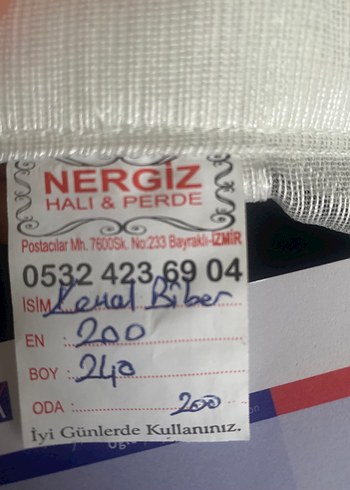 NERGİZ
HALI & PERDE
Postacılar Mh. 7600Sk. No:233 Bayraklı-İZMİR
0532 423 69 04
İSİM Kemal Biber
EN : 200
BOY : 240
ODA : 200
İyi Günlerde Kullanınız.